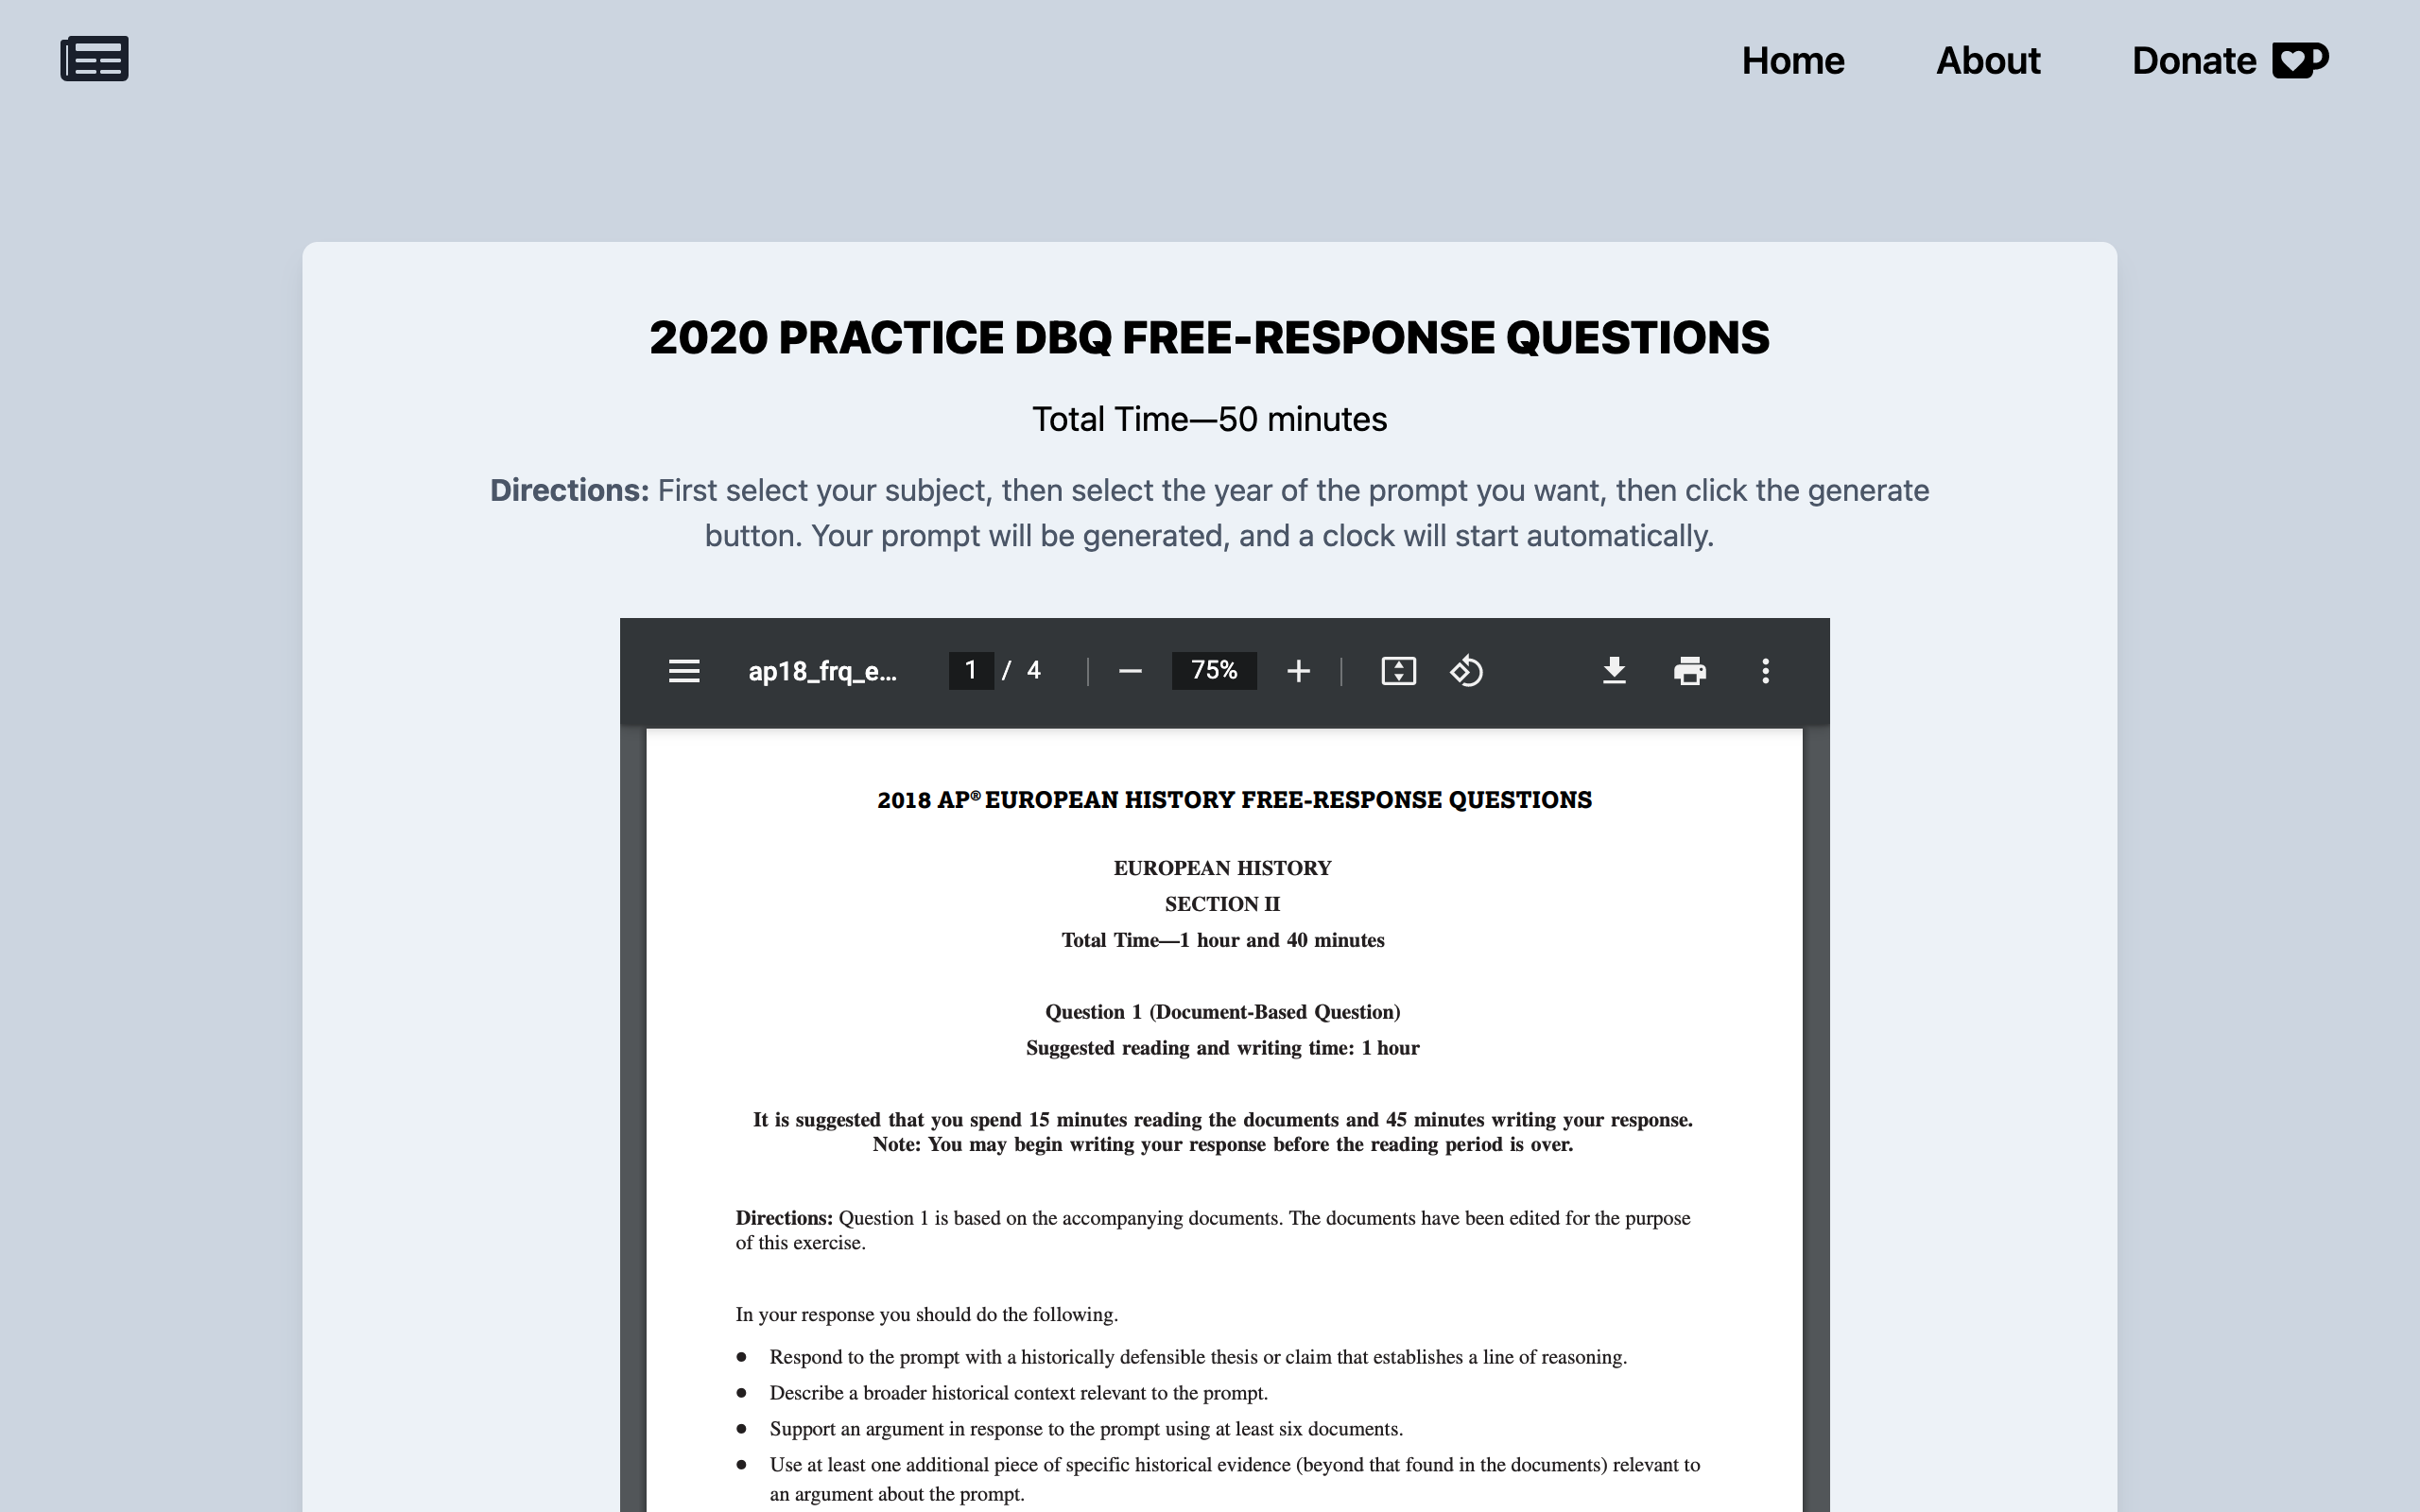 Home About Donate
2020 PRACTICE DBQ FREE-RESPONSE QUESTIONS
Total Time—50 minutes
Directions: First select your subject, then select the year of the prompt you want, then click the generate
button. Your prompt will be generated, and a clock will start automatically.
ap18_frq_e... 1 / 4 75%
2018 AP® EUROPEAN HISTORY FREE-RESPONSE QUESTIONS
EUROPEAN HISTORY
SECTION II
Total Time—1 hour and 40 minutes
Question 1 (Document-Based Question)
Suggested reading and writing time: 1 hour
It is suggested that you spend 15 minutes reading the documents and 45 minutes writing your response.
Note: You may begin writing your response before the reading period is over.
Directions: Question 1 is based on the accompanying documents. The documents have been edited for the purpose
of this exercise.
In your response you should do the following.
● Respond to the prompt with a historically defensible thesis or claim that establishes a line of reasoning.
● Describe a broader historical context relevant to the prompt.
● Support an argument in response to the prompt using at least six documents.
● Use at least one additional piece of specific historical evidence (beyond that found in the documents) relevant to
an argument about the prompt.